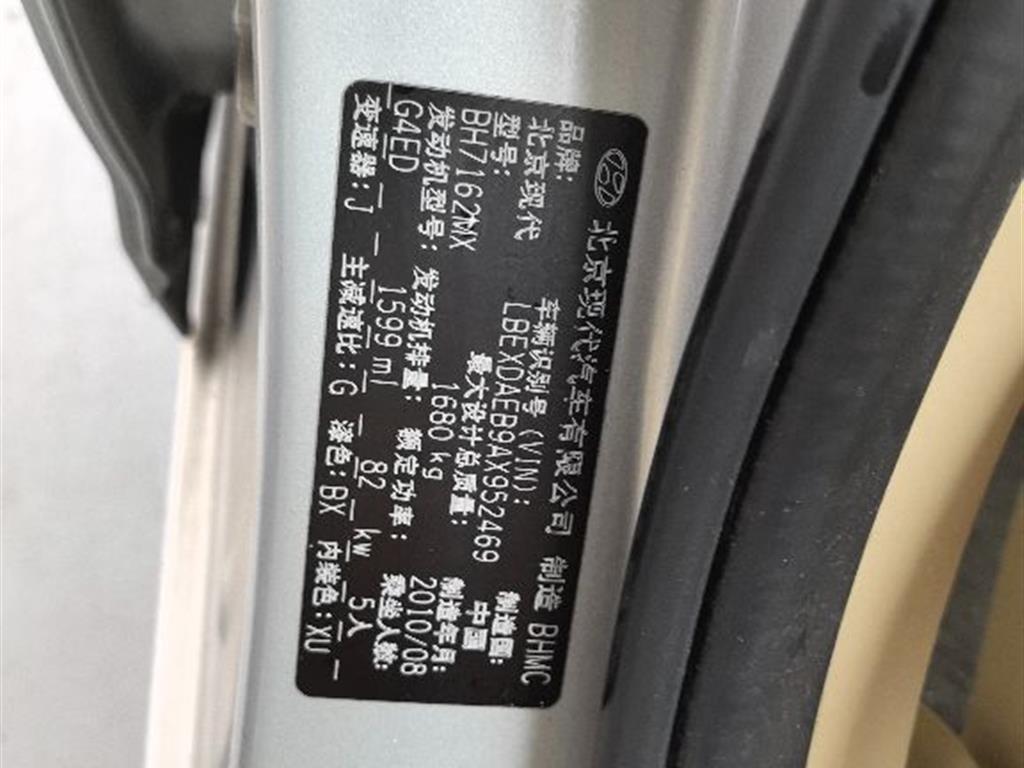 北京现代汽车有限公司 制造 BHMC
品牌: 车辆识别号(VIN): 制造国:
北京现代 LBEXDAEB9AX952469 中国
型号: 最大设计总质量: 制造年月:
BH7162MX 1680 kg 2010/08
发动机型号: 发动机排量: 额定功率: 乘坐人数:
G4ED 1599 ml 82 kw 5人
变速器:J 主减速比:G 漆色:BX 内装色:XU